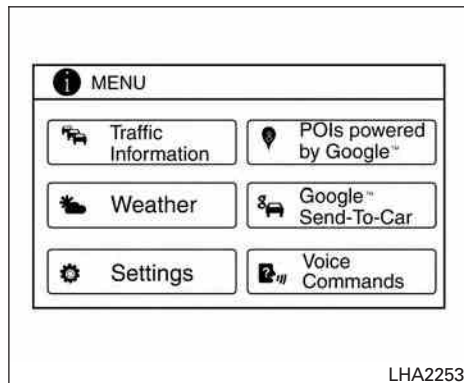 MENU
Traffic
Information
POIs powered
by Google™
Weather
Google™
Send-To-Car
Settings
Voice
Commands
LHA2253